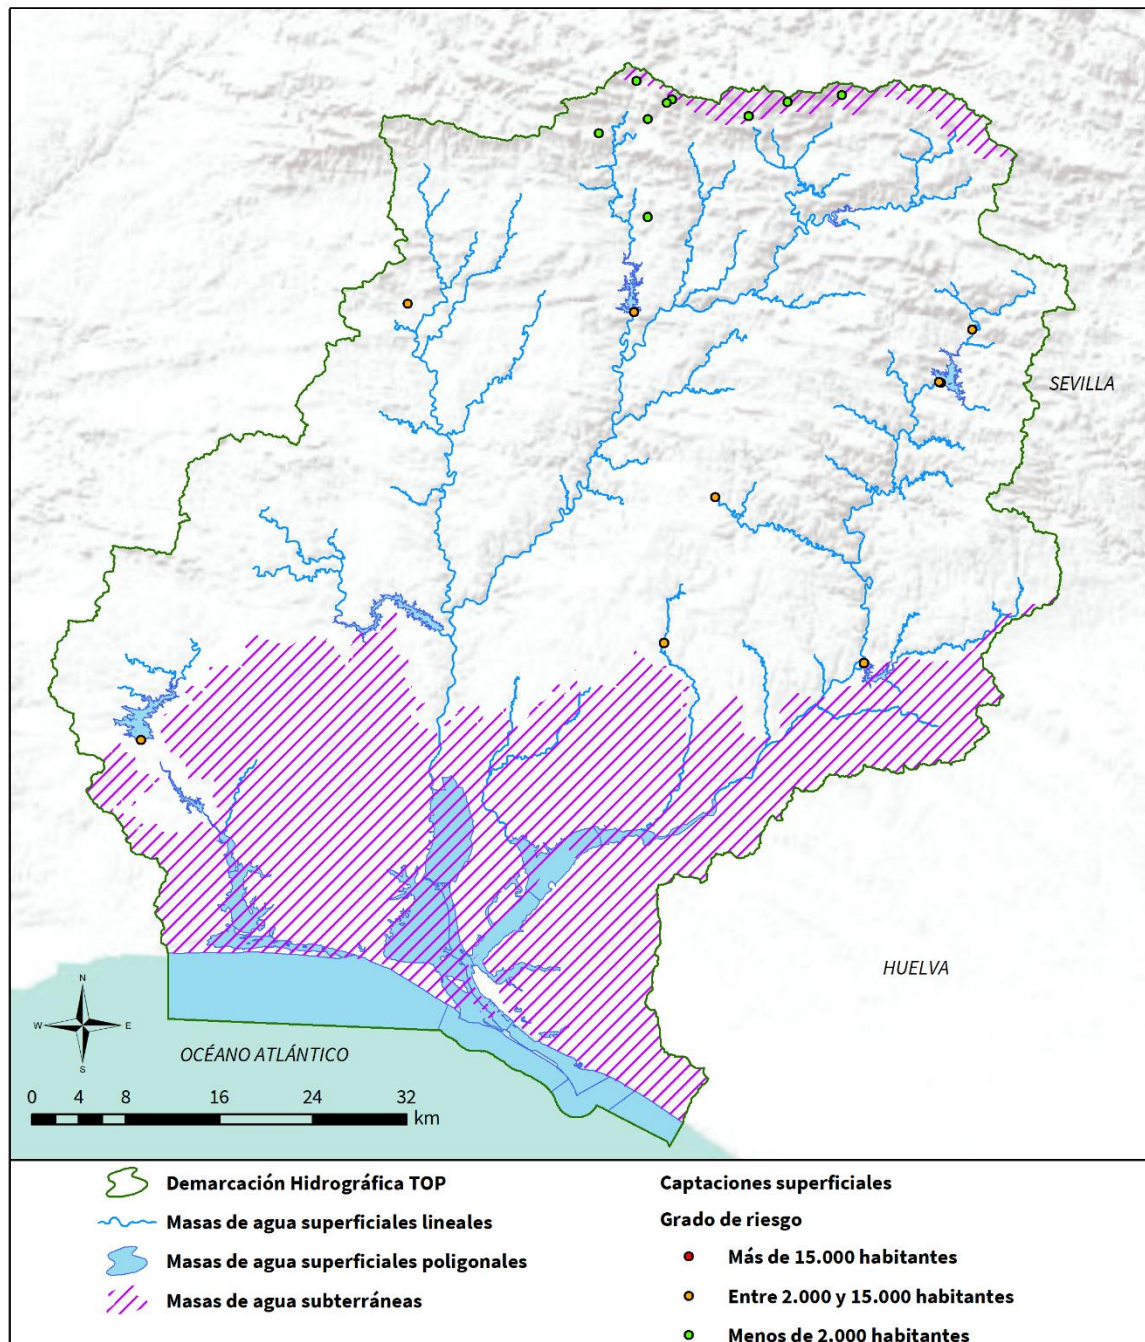 SEVILLA
HUELVA
N
W
E
S
OCÉANO ATLÁNTICO
0 4 8 16 24 32
km
Demarcación Hidrográfica TOP
Masas de agua superficiales lineales
Masas de agua superficiales poligonales
Masas de agua subterráneas
Captaciones superficiales
Grado de riesgo
Más de 15.000 habitantes
Entre 2.000 y 15.000 habitantes
Menos de 2.000 habitantes